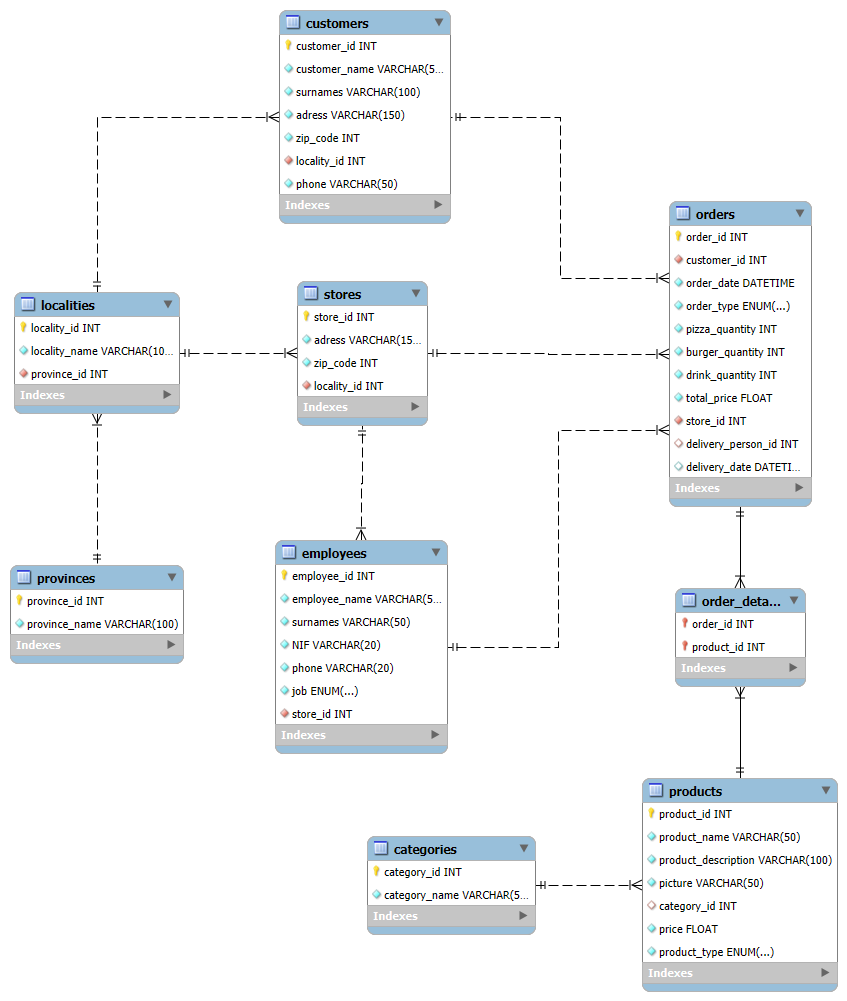 customers
customer_id INT
customer_name VARCHAR(5...
surnames VARCHAR(100)
adress VARCHAR(150)
zip_code INT
locality_id INT
phone VARCHAR(50)
Indexes
orders
order_id INT
customer_id INT
order_date DATETIME
order_type ENUM(...)
pizza_quantity INT
burger_quantity INT
drink_quantity INT
total_price FLOAT
store_id INT
delivery_person_id INT
delivery_date DATETI...
Indexes
localities
locality_id INT
locality_name VARCHAR(10...
province_id INT
Indexes
stores
store_id INT
adress VARCHAR(15...
zip_code INT
locality_id INT
Indexes
provinces
province_id INT
province_name VARCHAR(100)
Indexes
employees
employee_id INT
employee_name VARCHAR(5...
surnames VARCHAR(50)
NIF VARCHAR(20)
phone VARCHAR(20)
job ENUM(...)
store_id INT
Indexes
order_deta...
order_id INT
product_id INT
Indexes
categories
category_id INT
category_name VARCHAR(5...
Indexes
products
product_id INT
product_name VARCHAR(50)
product_description VARCHAR(100)
picture VARCHAR(50)
category_id INT
price FLOAT
product_type ENUM(...)
Indexes